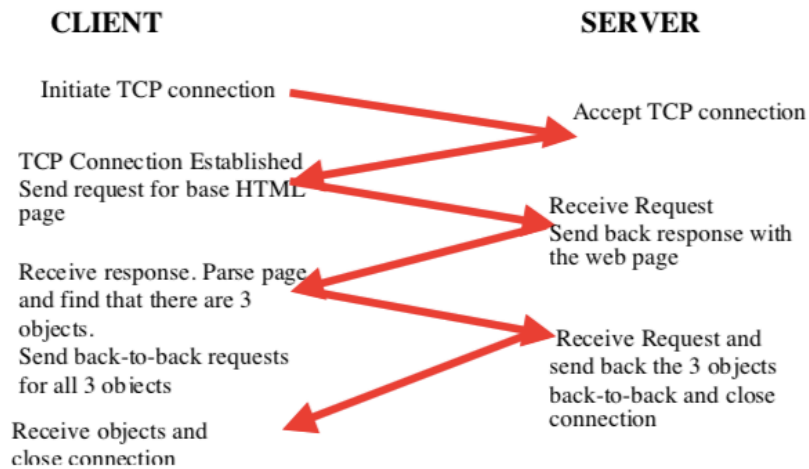 CLIENT
SERVER
Initiate TCP connection
Accept TCP connection
TCP Connection Established
Send request for base HTML
page
Receive Request
Send back response with
the web page
Receive response. Parse page
and find that there are 3
objects.
Send back-to-back requests
for all 3 objects
Receive Request and
send back the 3 objects
back-to-back and close
connection
Receive objects and
close connection